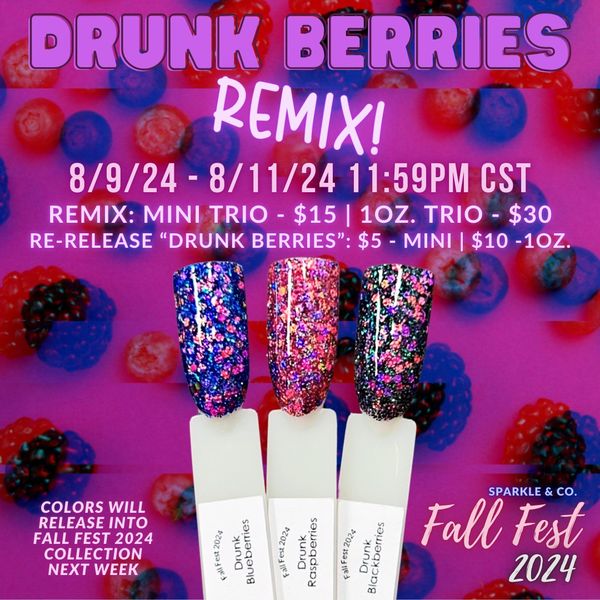 DRUNK BERRIES
REMIX!
8/9/24 - 8/11/24 11:59PM CST
REMIX: MINI TRIO - $15 | 1OZ. TRIO - $30
RE-RELEASE “DRUNK BERRIES”: $5 - MINI | $10 -1OZ.
Fall Fest 2024
Drunk
Blueberries
Fall Fest 2024
Drunk
Raspberries
Fall Fest 2024
Drunk
Blackberries
COLORS WILL
RELEASE INTO
FALL FEST 2024
COLLECTION
NEXT WEEK
SPARKLE & CO.
Fall Fest
2024